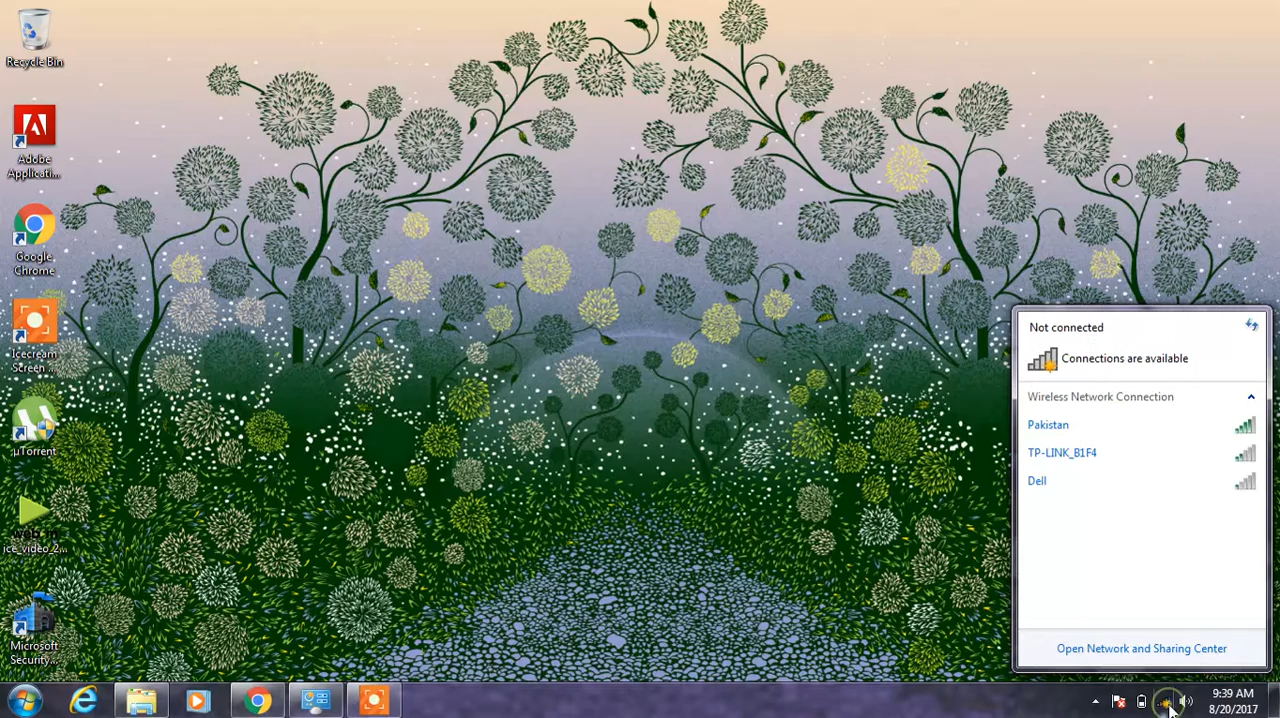 Recycle Bin
Adobe
Applicati...
Google
Chrome
Icecream
Screen ...
µTorrent
ice_video_2...
Microsoft
Security...
Not connected
Connections are available
Wireless Network Connection
Pakistan
TP-LINK_B1F4
Dell
Open Network and Sharing Center
9:39 AM
8/20/2017